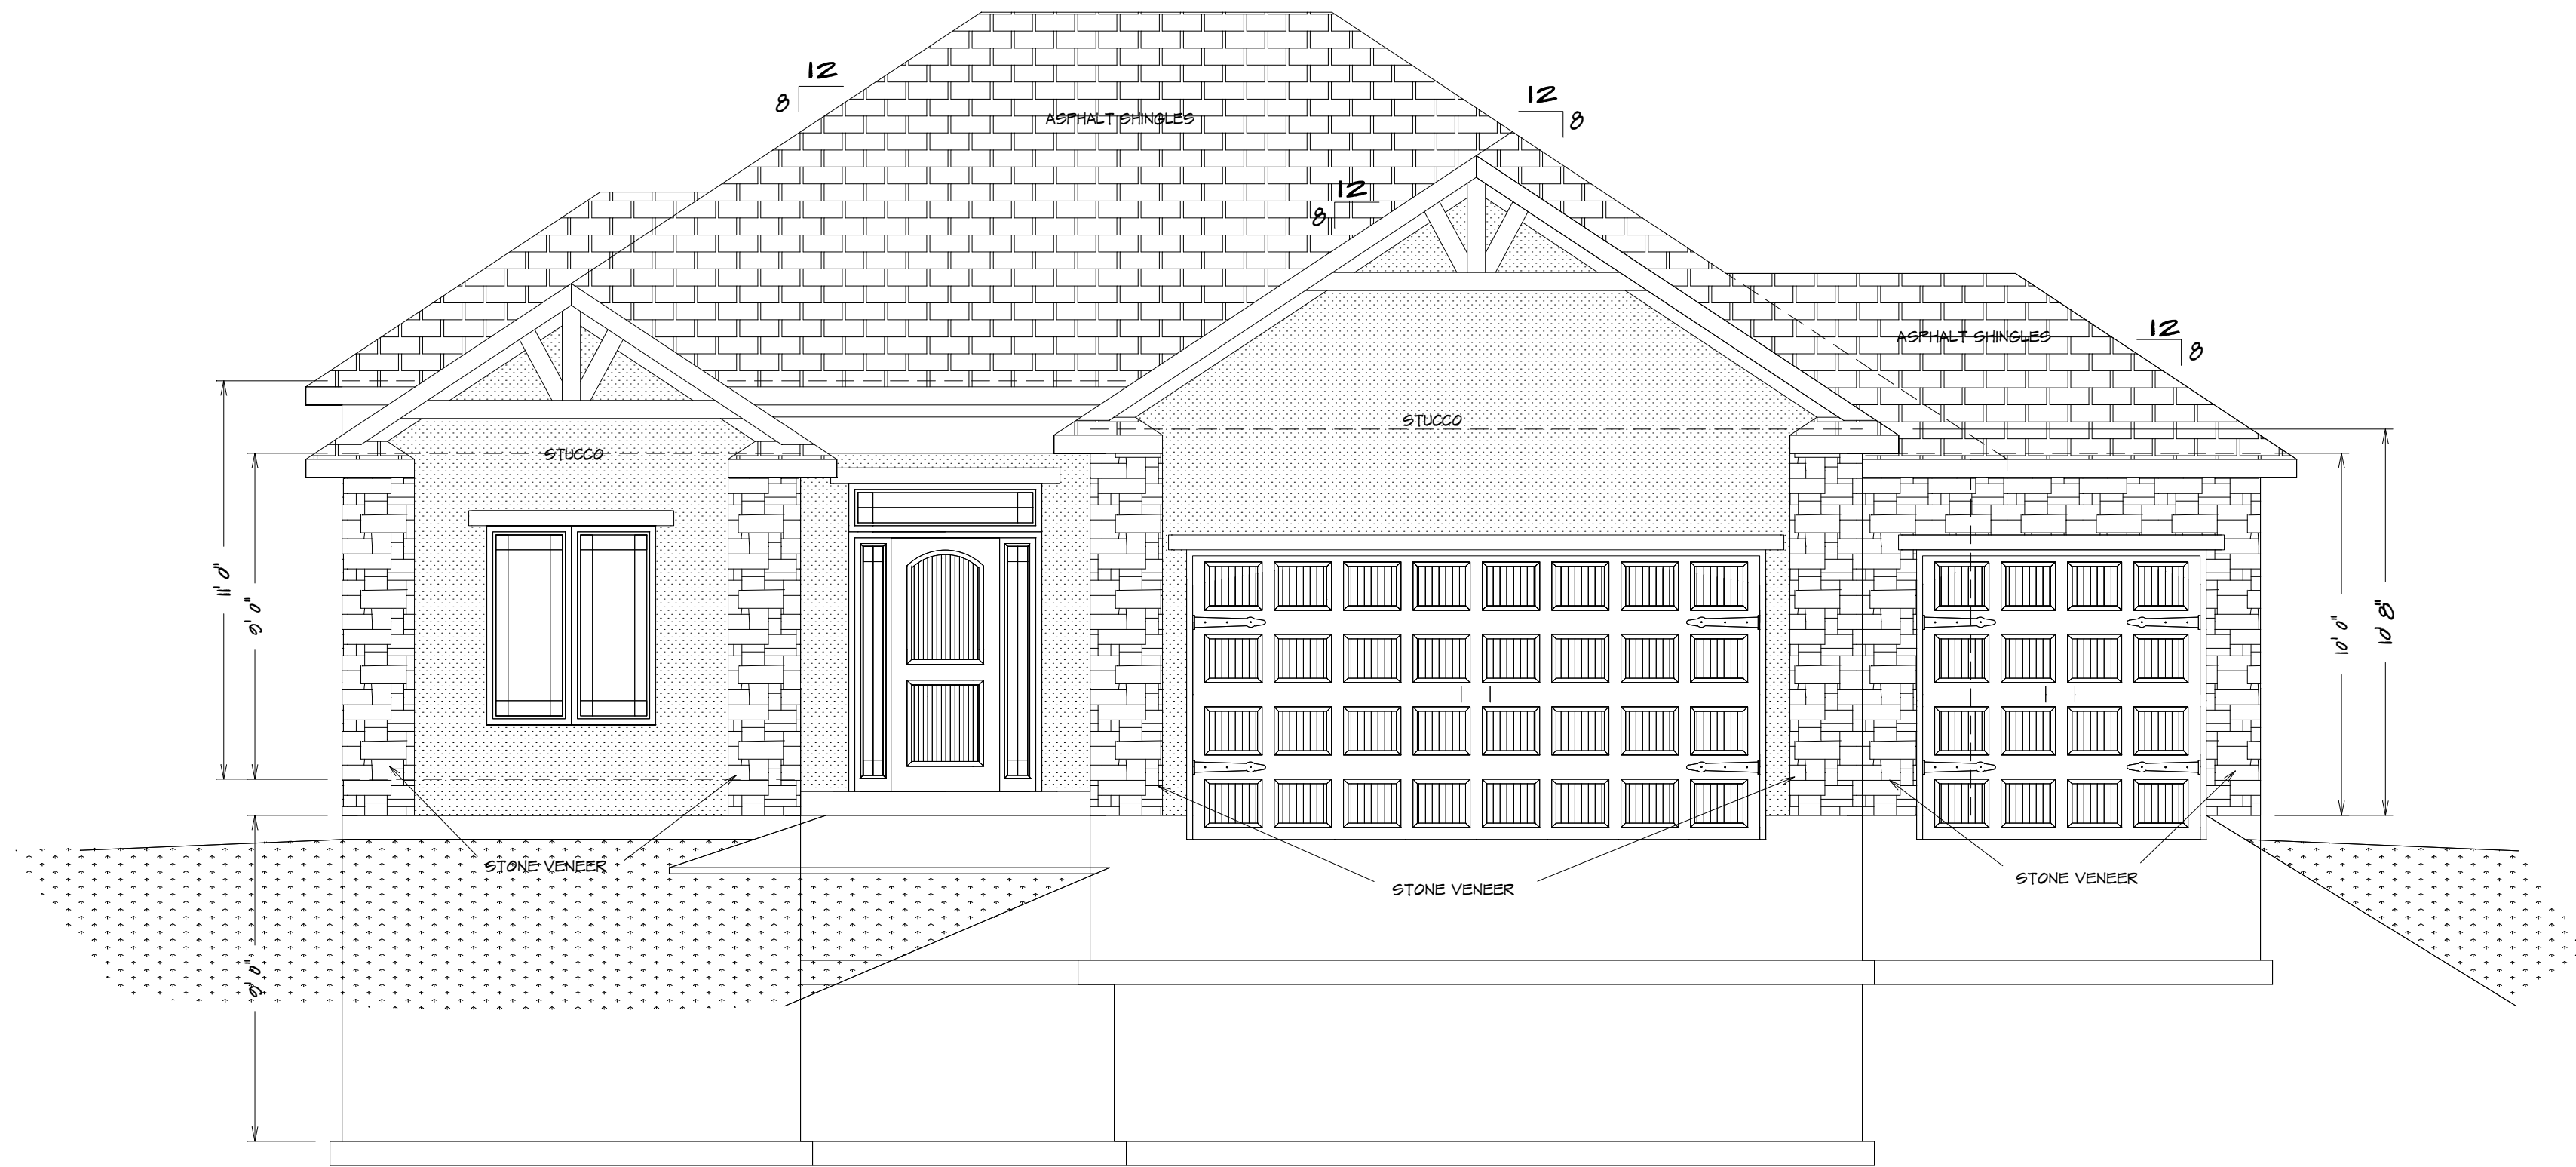 12
8
12
8
ASPHALT SHINGLES
12
8
12
8
ASPHALT SHINGLES
STUCCO
STUCCO
11' 0"
9' 0"
10' 0"
10' 8"
STONE VENEER
STONE VENEER
STONE VENEER
9' 0"